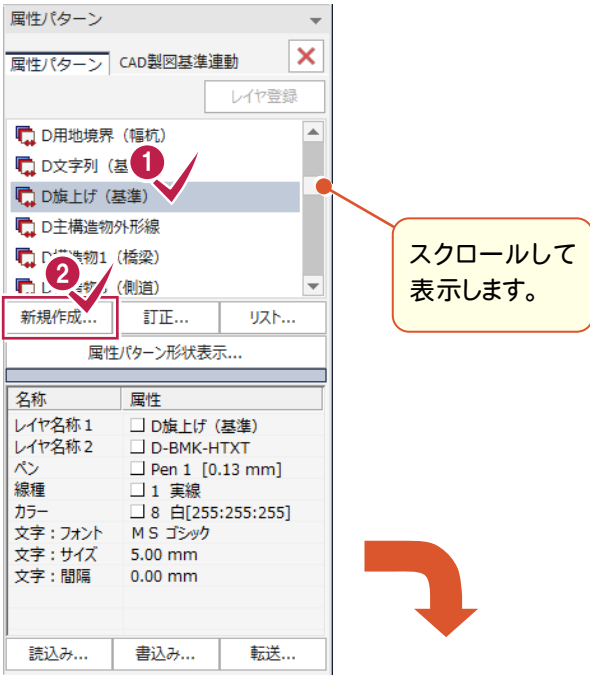 属性パターン
属性パターン CAD製図基準連動
レイヤ登録
D用地境界（幅杭）
D文字列（基
1
D旗上げ（基準）
D主構造物外形線
（橋梁）
2
（側道）
新規作成... 訂正... リスト...
属性パターン形状表示...
スクロールして
表示します。
名称 属性
レイヤ名称1 D旗上げ（基準）
レイヤ名称2 D-BMK-HTXT
ペン Pen 1 [0.13 mm]
線種 1 実線
カラー 8 白[255:255:255]
文字：フォント ＭＳ ゴシック
文字：サイズ 5.00 mm
文字：間隔 0.00 mm
読込み... 書込み... 転送...